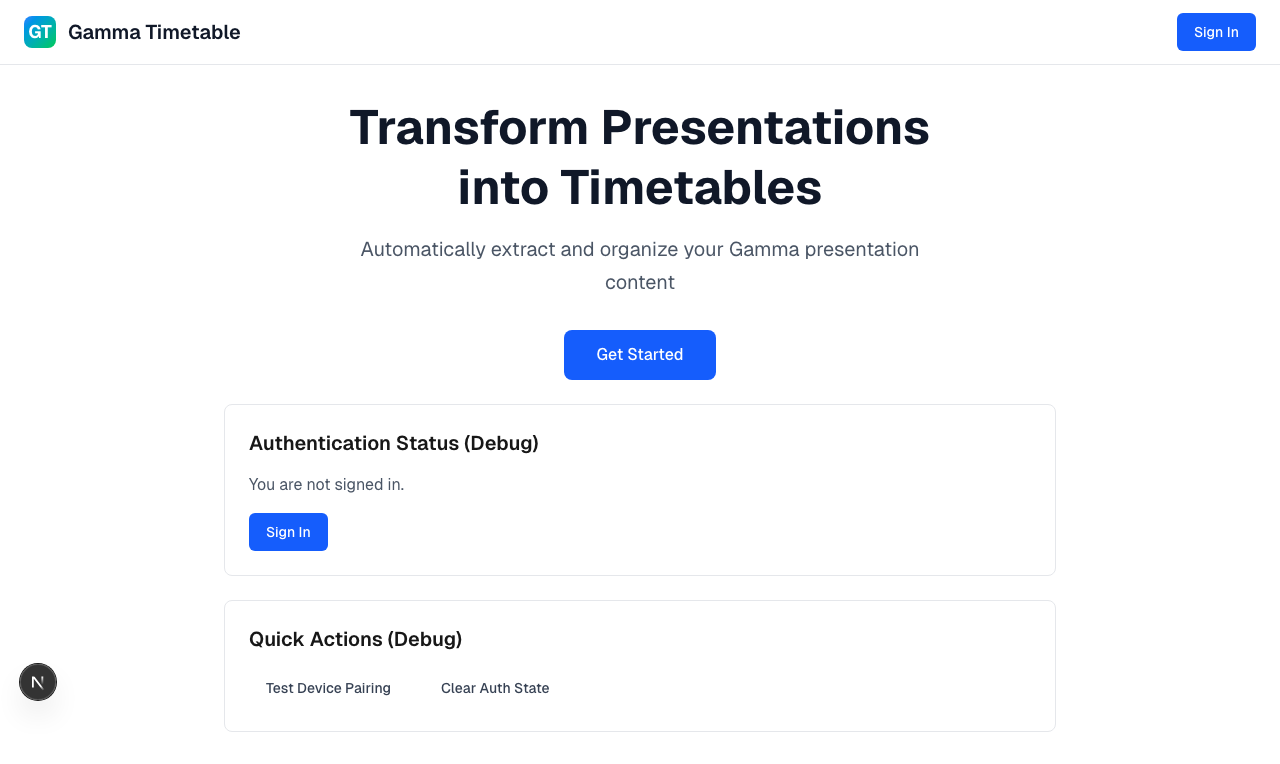 GT Gamma Timetable
Sign In
Transform Presentations
into Timetables
Automatically extract and organize your Gamma presentation
content
Get Started
Authentication Status (Debug)
You are not signed in.
Sign In
Quick Actions (Debug)
Test Device Pairing Clear Auth State
N